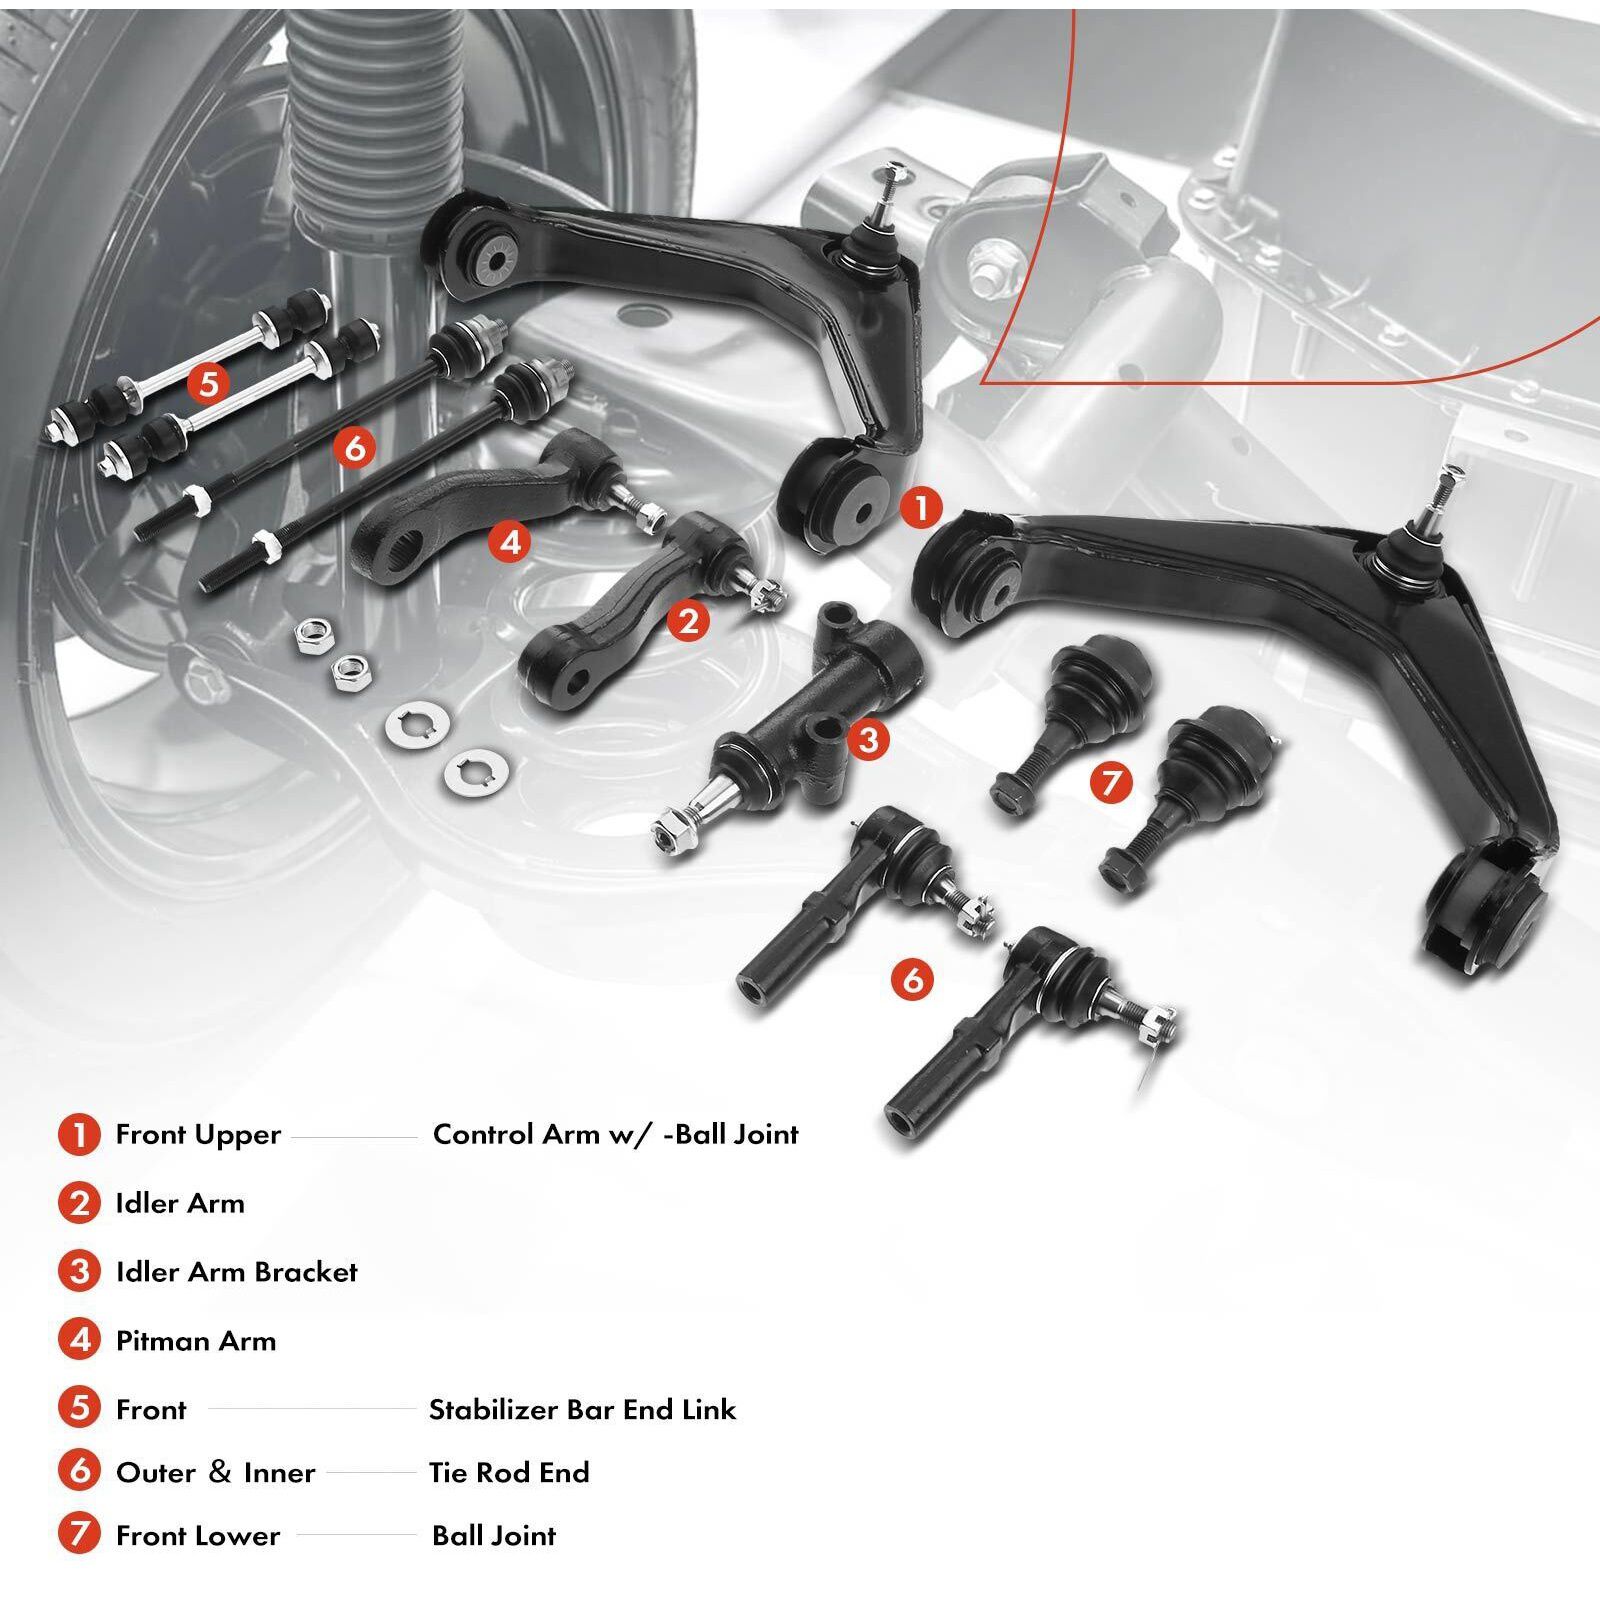 5
6
4
2
1
3
7
6
1 Front Upper Control Arm w/ -Ball Joint
2 Idler Arm
3 Idler Arm Bracket
4 Pitman Arm
5 Front Stabilizer Bar End Link
6 Outer & Inner Tie Rod End
7 Front Lower Ball Joint